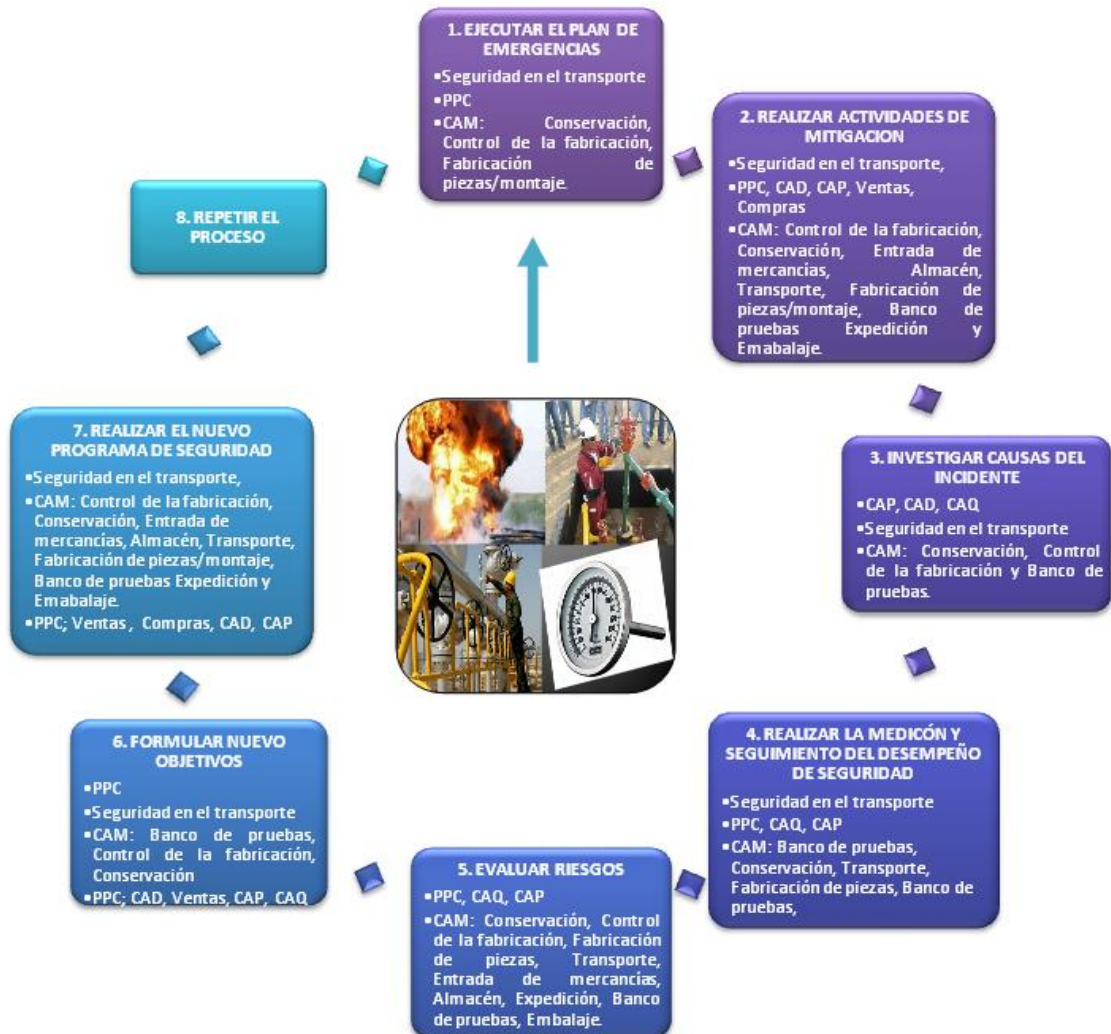 1. EJECUTAR EL PLAN DE
EMERGENCIAS
▪Seguridad en el transporte
▪PPC
▪CAM: Conservación,
Control de la fabricación,
Fabricación de
piezas/montaje.
2. REALIZAR ACTIVIDADES DE
MITIGACION
▪Seguridad en el transporte,
▪PPC, CAD, CAP, Ventas,
Compras
▪CAM: Control de la fabricación,
Conservación, Entrada de
mercancías, Almacén,
Transporte, Fabricación de
piezas/montaje, Banco de
pruebas Expedición y
Emabalaje.
3. INVESTIGAR CAUSAS DEL
INCIDENTE
▪CAP, CAD, CAQ
▪Seguridad en el transporte
▪CAM: Conservación, Control
de la fabricación y Banco de
pruebas.
4. REALIZAR LA MEDICÓN Y
SEGUIMIENTO DEL DESEMPEÑO
DE SEGURIDAD
▪Seguridad en el transporte
▪PPC, CAQ, CAP
▪CAM: Banco de pruebas,
Conservación, Transporte,
Fabricación de piezas, Banco de
pruebas,
5. EVALUAR RIESGOS
▪PPC, CAQ, CAP
▪CAM: Conservación, Control
de la fabricación, Fabricación
de piezas, Transporte,
Entrada de mercancías,
Almacén, Expedición, Banco
de pruebas, Embalaje.
6. FORMULAR NUEVO
OBJETIVOS
▪PPC
▪Seguridad en el transporte
▪CAM: Banco de pruebas,
Control de la fabricación,
Conservación
▪PPC; CAD, Ventas, CAP, CAQ
7. REALIZAR EL NUEVO
PROGRAMA DE SEGURIDAD
▪Seguridad en el transporte,
▪CAM: Control de la fabricación,
Conservación, Entrada de
mercancías, Almacén, Transporte,
Fabricación de piezas/montaje,
Banco de pruebas Expedición y
Emabalaje.
▪PPC; Ventas , Compras, CAD, CAP
8. REPETIR EL
PROCESO